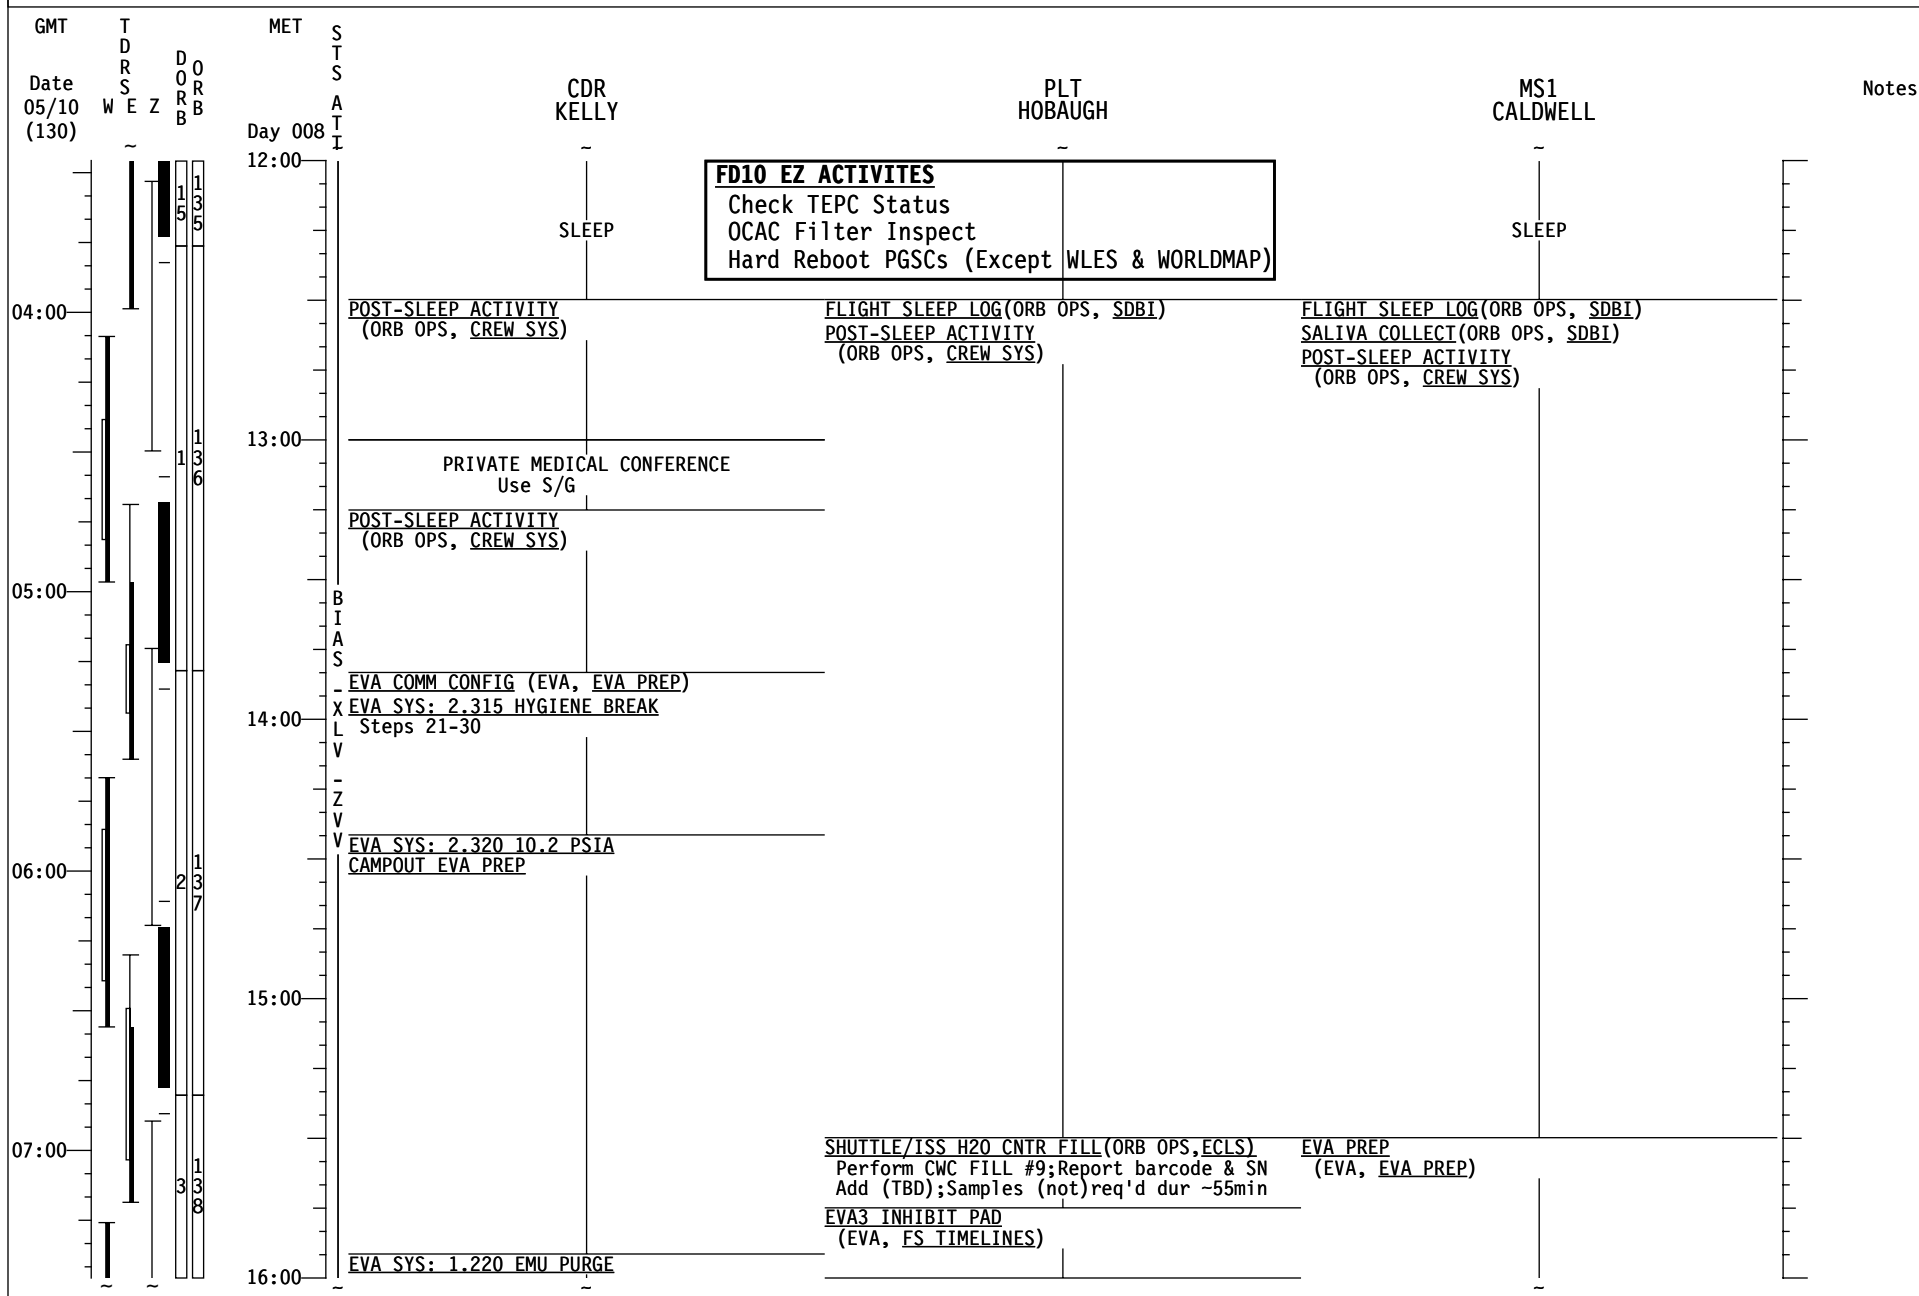 GMT
TDRS
MET
STS ATT
DORB
ORB
Date
05/10
(130)
W E Z
Day 008
CDR
KELLY
PLT
HOBAUGH
MS1
CALDWELL
Notes
~
~
~
~
12:00
FD10 EZ ACTIVITES
Check TEPC Status
OCAC Filter Inspect
Hard Reboot PGSCs (Except WLES & WORLDMAP)
15
135
SLEEP
SLEEP
04:00
POST-SLEEP ACTIVITY
(ORB OPS, CREW SYS)
FLIGHT SLEEP LOG(ORB OPS, SDBI)
POST-SLEEP ACTIVITY
(ORB OPS, CREW SYS)
FLIGHT SLEEP LOG(ORB OPS, SDBI)
SALIVA COLLECT(ORB OPS, SDBI)
POST-SLEEP ACTIVITY
(ORB OPS, CREW SYS)
13:00
1
136
PRIVATE MEDICAL CONFERENCE
Use S/G
POST-SLEEP ACTIVITY
(ORB OPS, CREW SYS)
05:00
BIAS -XLV -ZVV
EVA COMM CONFIG (EVA, EVA PREP)
EVA SYS: 2.315 HYGIENE BREAK
Steps 21-30
14:00
EVA SYS: 2.320 10.2 PSIA
CAMPOUT EVA PREP
06:00
2
137
15:00
07:00
SHUTTLE/ISS H2O CNTR FILL(ORB OPS,ECLS)
Perform CWC FILL #9;Report barcode & SN
Add (TBD);Samples (not)req'd dur ~55min
EVA PREP
(EVA, EVA PREP)
3
138
EVA3 INHIBIT PAD
(EVA, FS TIMELINES)
EVA SYS: 1.220 EMU PURGE
16:00
~
~
~
~
~